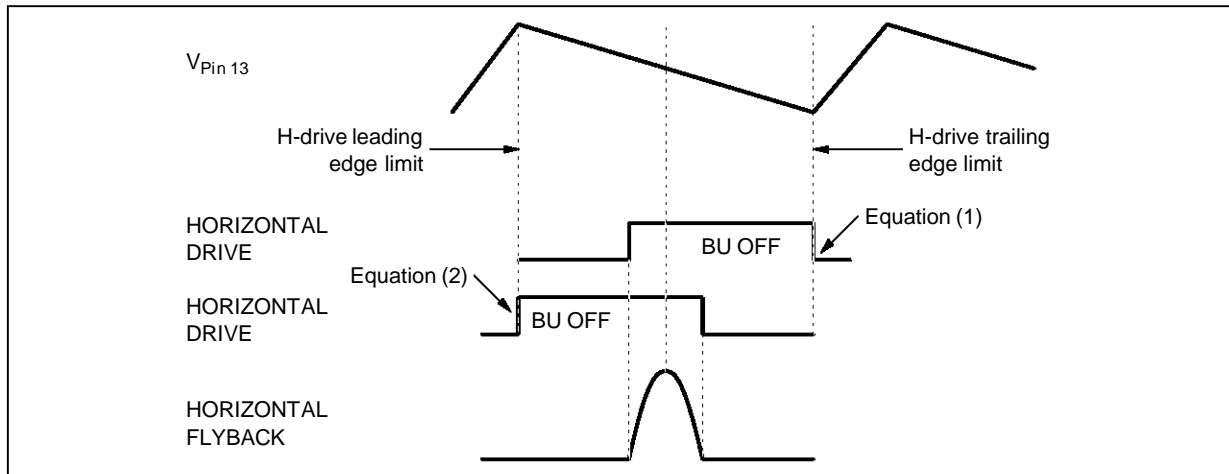 VPin 13
H-drive leading
edge limit
H-drive trailing
edge limit
HORIZONTAL
DRIVE
BU OFF
Equation (1)
Equation (2)
HORIZONTAL
DRIVE
BU OFF
HORIZONTAL
FLYBACK